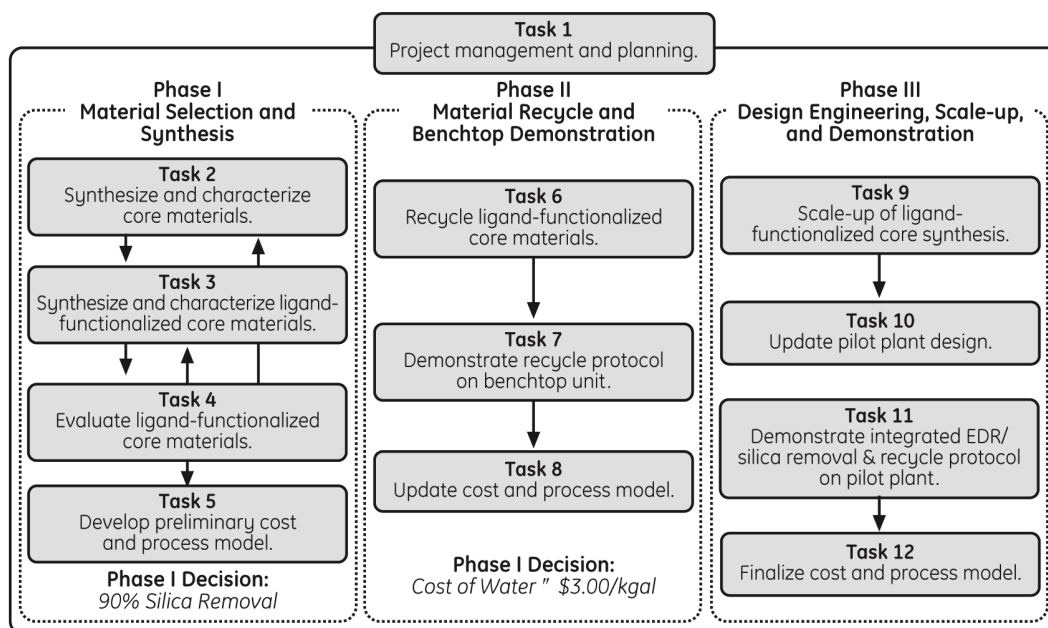 Task 1
Project management and planning.
Phase I
Material Selection and
Synthesis
Task 2
Synthesize and characterize
core materials.
Task 3
Synthesize and characterize ligand-
functionalized core materials.
Task 4
Evaluate ligand-functionalized
core materials.
Task 5
Develop preliminary cost
and process model.
Phase I Decision:
90% Silica Removal
Phase II
Material Recycle and
Benchtop Demonstration
Task 6
Recycle ligand-functionalized
core materials.
Task 7
Demonstrate recycle protocol
on benchtop unit.
Task 8
Update cost and process model.
Phase I Decision:
Cost of Water " $3.00/kgal
Phase III
Design Engineering, Scale-up,
and Demonstration
Task 9
Scale-up of ligand-
functionalized core synthesis.
Task 10
Update pilot plant design.
Task 11
Demonstrate integrated EDR/
silica removal & recycle protocol
on pilot plant.
Task 12
Finalize cost and process model.